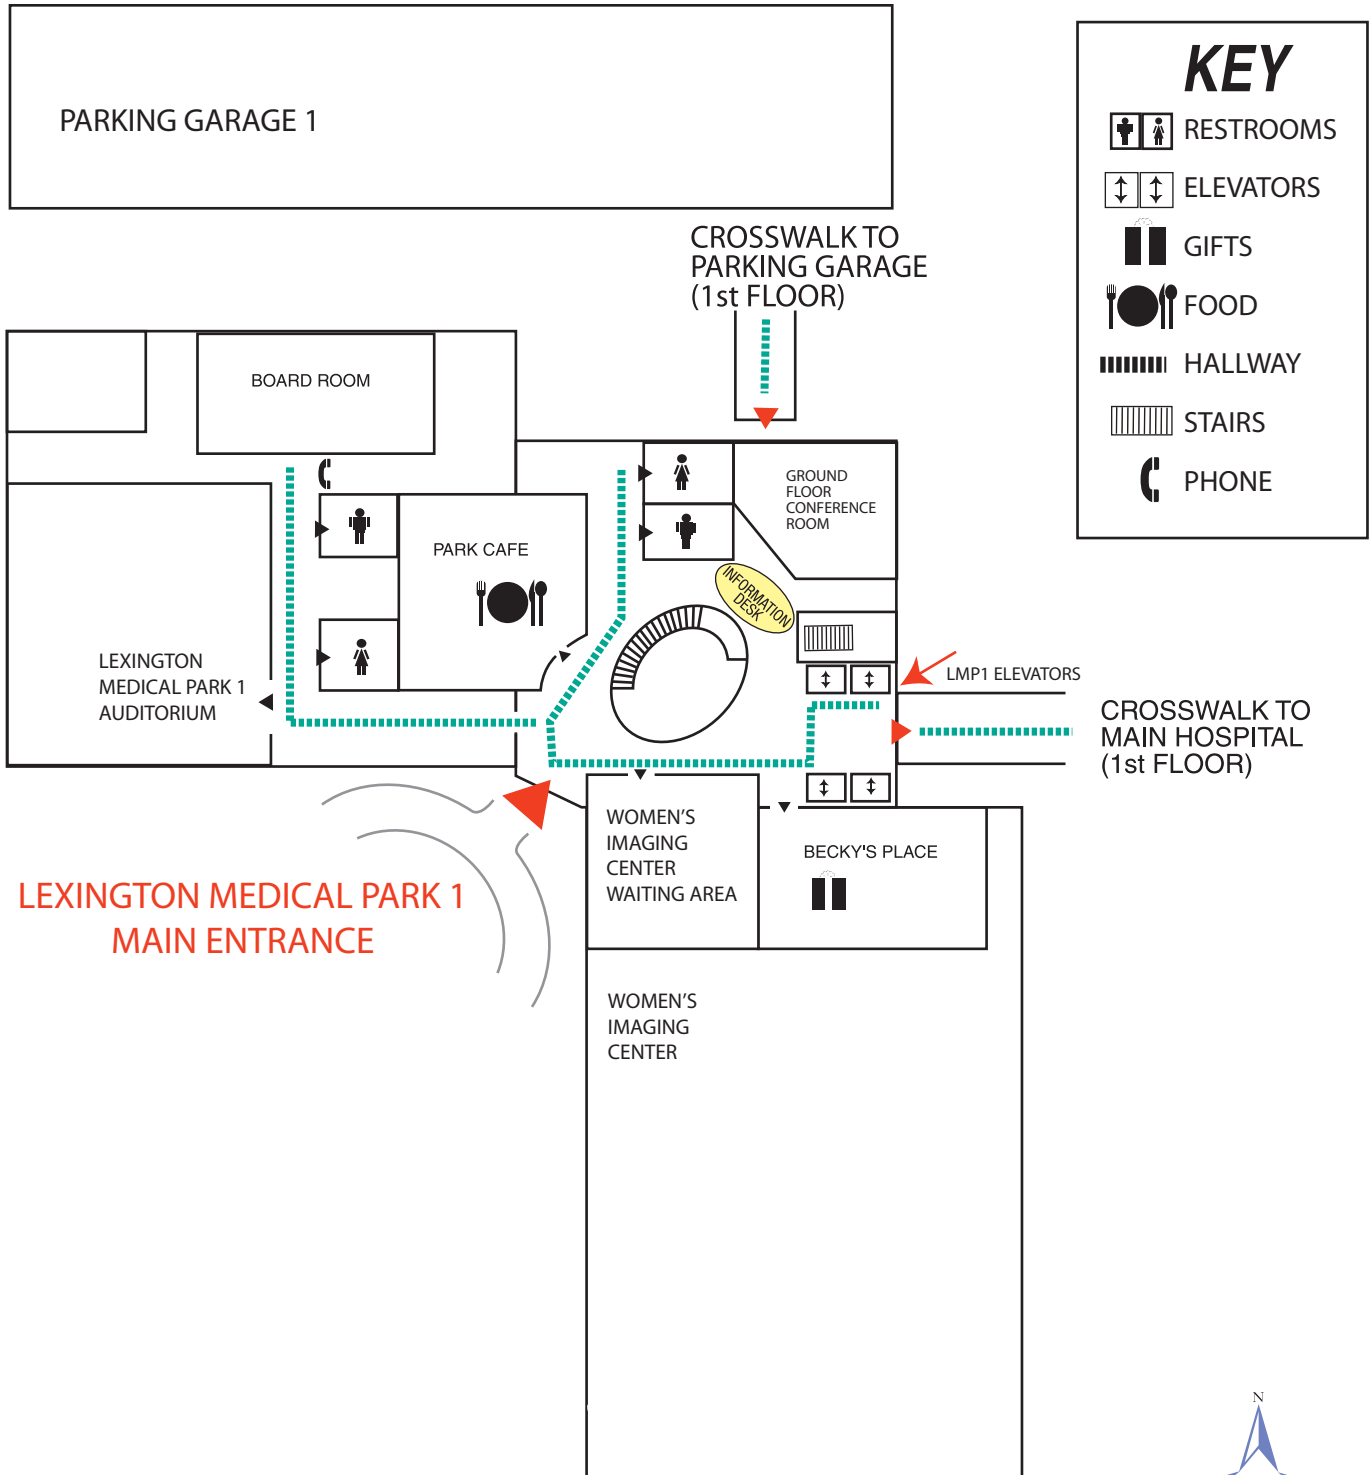 PARKING GARAGE 1
KEY
RESTROOMS
ELEVATORS
GIFTS
FOOD
HALLWAY
STAIRS
PHONE
CROSSWALK TO
PARKING GARAGE
(1st FLOOR)
BOARD ROOM
GROUND
FLOOR
CONFERENCE
ROOM
PARK CAFE
INFORMATION
DESK
LEXINGTON
MEDICAL PARK 1
AUDITORIUM
LMP1 ELEVATORS
CROSSWALK TO
MAIN HOSPITAL
(1st FLOOR)
WOMEN'S
IMAGING
CENTER
WAITING AREA
BECKY'S PLACE
LEXINGTON MEDICAL PARK 1
MAIN ENTRANCE
WOMEN'S
IMAGING
CENTER
N